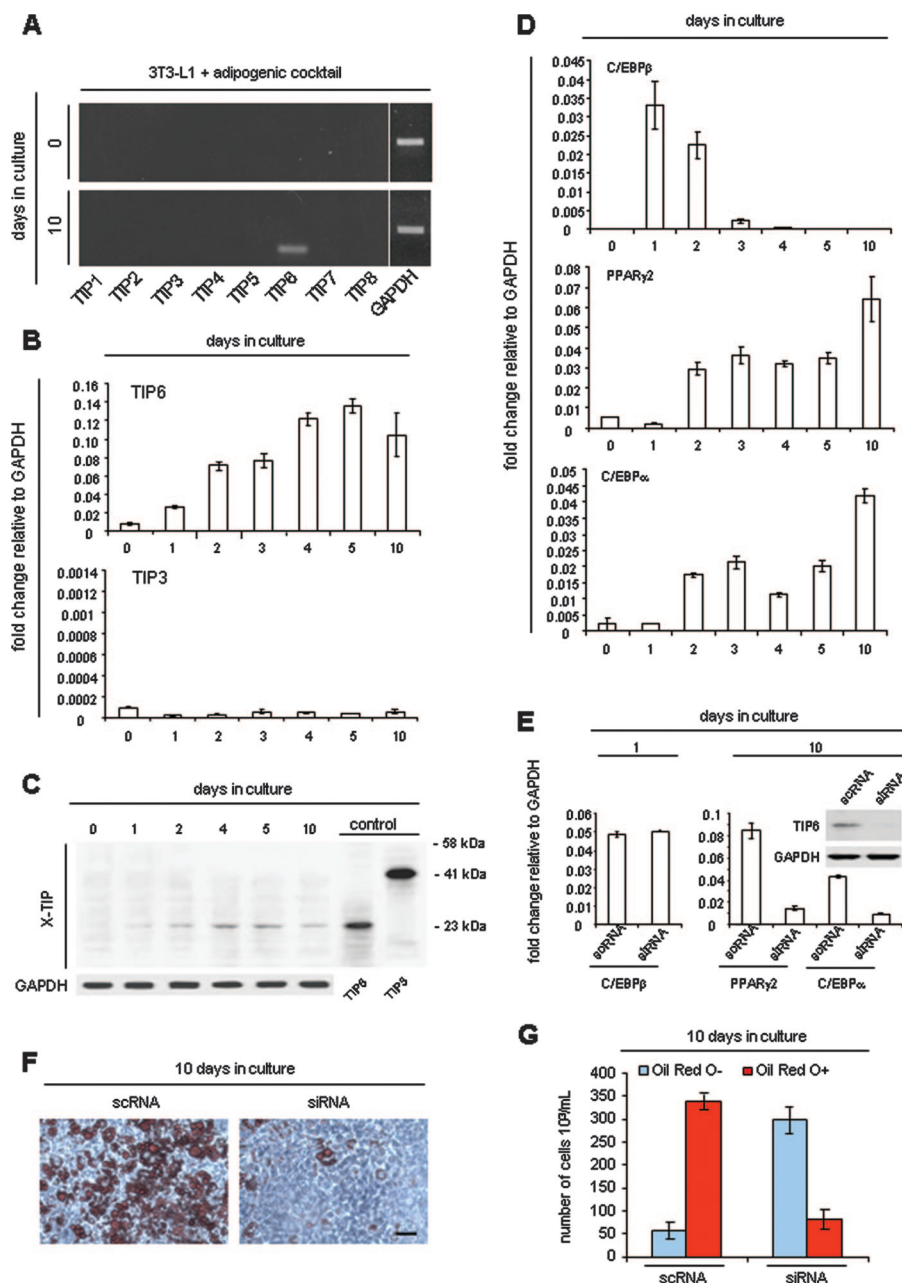 A
3T3-L1 + adipogenic cocktail
days in culture
0
10
TIP1 TIP2 TIP3 TIP4 TIP5 TIP6 TIP7 TIP8 GAPDH
B
days in culture
fold change relative to GAPDH
TIP6
0.16
0.14
0.12
0.10
0.08
0.06
0.04
0.02
0
0 1 2 3 4 5 10
TIP3
0.0014
0.0012
0.001
0.0008
0.0006
0.0004
0.0002
0
0 1 2 3 4 5 10
C
days in culture
0 1 2 4 5 10 control
X-TIP
- 58 kDa
- 41 kDa
- 23 kDa
GAPDH
TIP6 TIP5
D
days in culture
fold change relative to GAPDH
C/EBPβ
0.045
0.04
0.035
0.03
0.025
0.02
0.015
0.01
0.005
0
0 1 2 3 4 5 10
PPARγ2
0.08
0.07
0.06
0.05
0.04
0.03
0.02
0.01
0
0 1 2 3 4 5 10
C/EBPα
0.05
0.045
0.04
0.035
0.03
0.025
0.02
0.015
0.01
0.005
0
0 1 2 3 4 5 10
E
days in culture
1 10
fold change relative to GAPDH
0.07
0.06
0.05
0.04
0.03
0.02
0.01
0.00
scRNA siRNA
C/EBPβ
0.1
0.08
0.06
0.04
0.02
0
scRNA siRNA scRNA siRNA
PPARγ2 C/EBPα
scRNA siRNA
TIP6
GAPDH
F
10 days in culture
scRNA siRNA
G
10 days in culture
Oil Red O- Oil Red O+
number of cells 10³/mL
400
350
300
250
200
150
100
50
0
scRNA siRNA